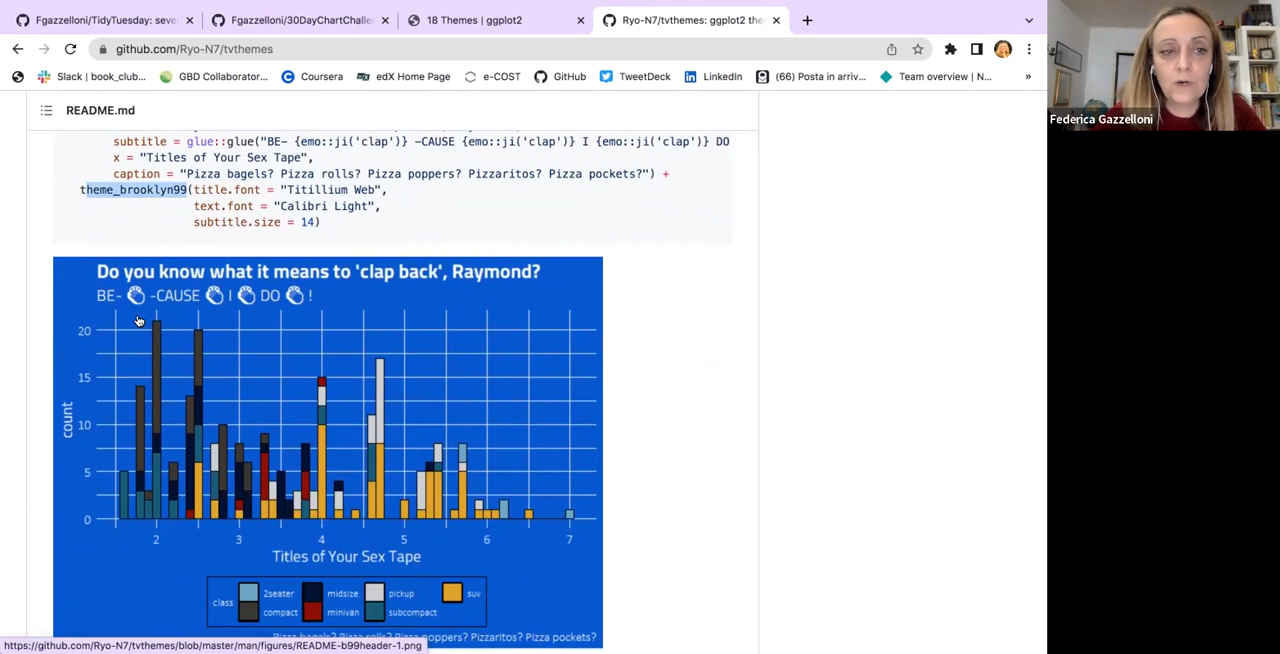 Fgazzelloni/TidyTuesday: seve
Fgazzelloni/30DayChartChalle
18 Themes | ggplot2
Ryo-N7/tvthemes: ggplot2 the
github.com/Ryo-N7/tvthemes
Slack | book_club...
GBD Collaborator...
Coursera
edX Home Page
e-COST
GitHub
TweetDeck
LinkedIn
(66) Posta in arriv...
Team overview | N...
»
Federica Gazzelloni
README.md
subtitle = glue::glue("BE- {emo::ji('clap')} -CAUSE {emo::ji('clap')} I {emo::ji('clap')} DO
x = "Titles of Your Sex Tape",
caption = "Pizza bagels? Pizza rolls? Pizza poppers? Pizzaritos? Pizza pockets?") +
theme_brooklyn99(title.font = "Titillium Web",
text.font = "Calibri Light",
subtitle.size = 14)
Do you know what it means to 'clap back', Raymond?
BE- 👏 -CAUSE 👏 I 👏 DO 👏 !
20
15
10
5
0
count
2 3 4 5 6 7
Titles of Your Sex Tape
class
2seater midsize pickup suv
compact minivan subcompact
Pizza bagels? Pizza rolls? Pizza poppers? Pizzaritos? Pizza pockets?
https://github.com/Ryo-N7/tvthemes/blob/master/man/figures/README-b99header-1.png